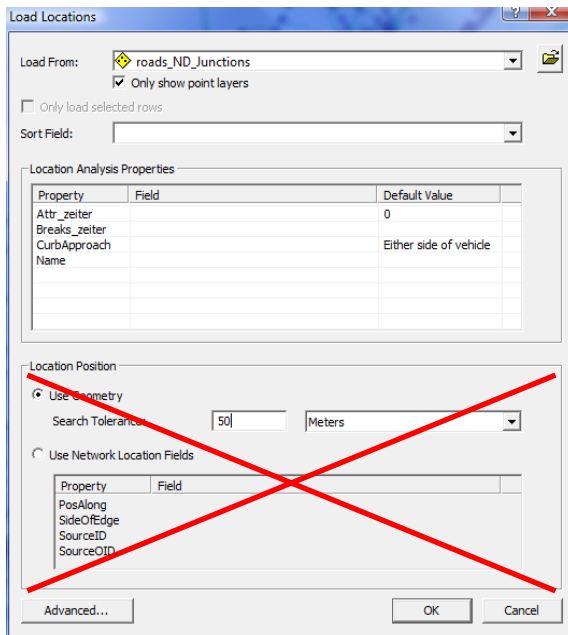 Load Locations
Load From: roads_ND_Junctions
Only show point layers
Only load selected rows
Sort Field:
Location Analysis Properties
Property Field Default Value
Attr_zeiter 0
Breaks_zeiter
CurbApproach Either side of vehicle
Name
Location Position
Use Geometry
Search Tolerance: 50 Meters
Use Network Location Fields
Property Field
PosAlong
SideOfEdge
SourceID
SourceOID
Advanced... OK Cancel